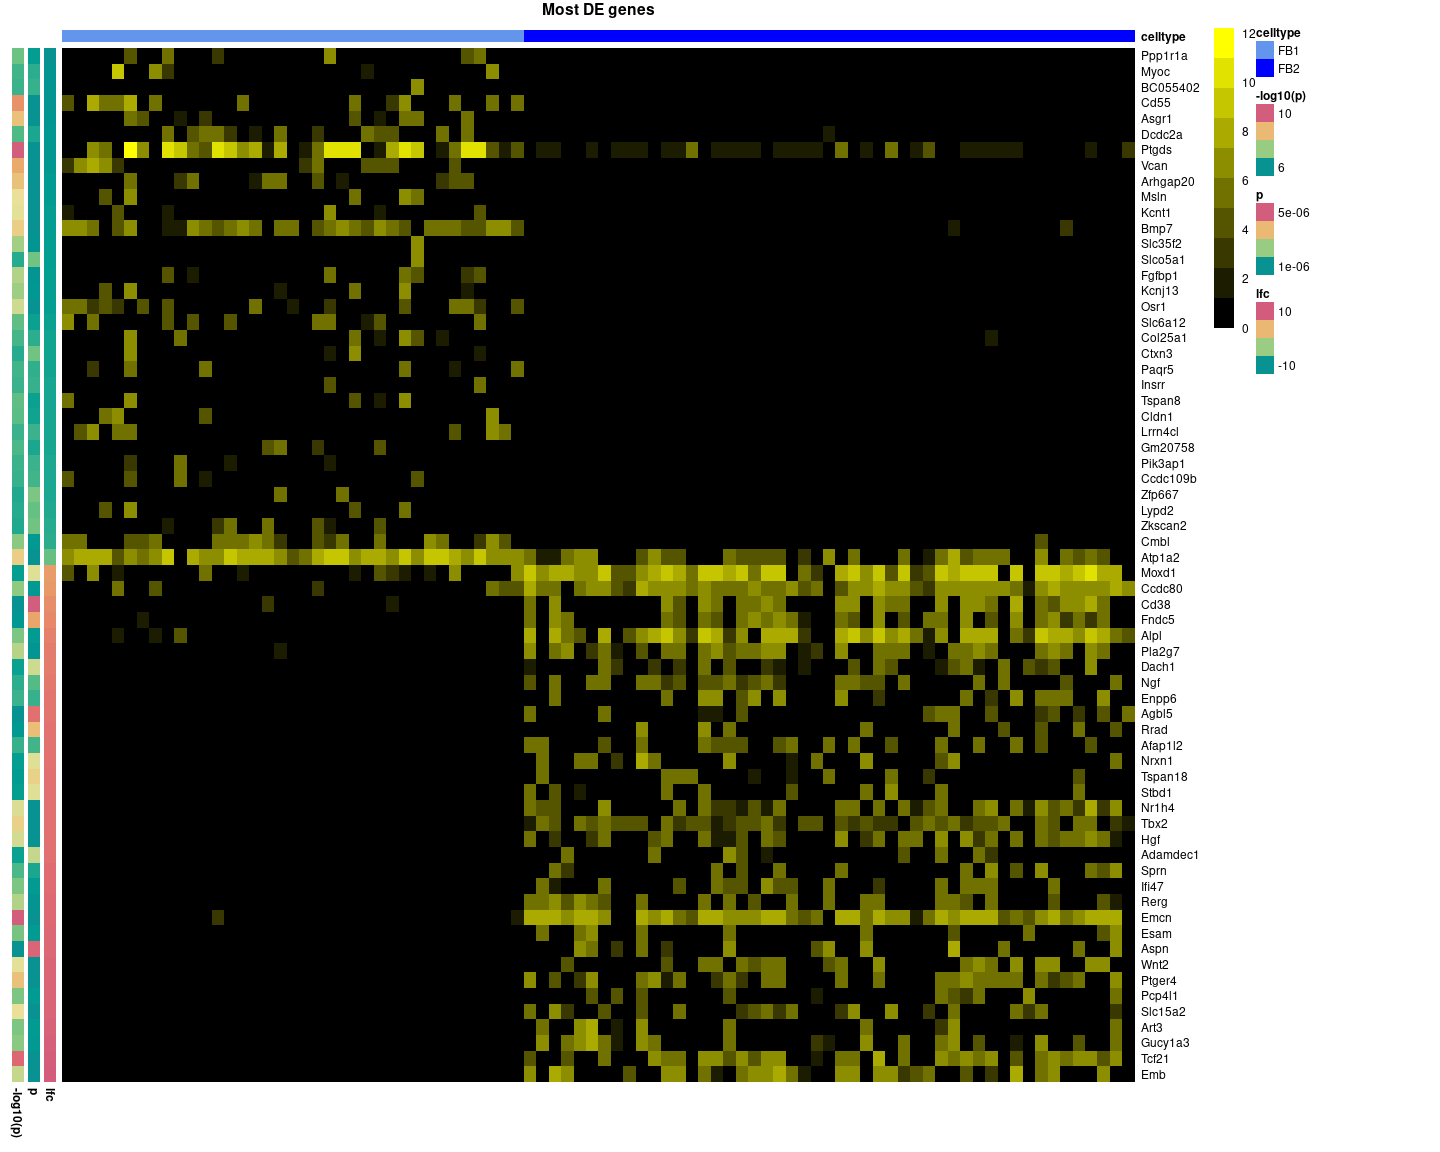 Most DE genes
celltype
Ppp1r1a
Myoc
BC055402
Cd55
Asgr1
Dcdc2a
Ptgds
Vcan
Arhgap20
Msln
Kcnt1
Bmp7
Slc35f2
Slco5a1
Fgfbp1
Kcnj13
Osr1
Slc6a12
Col25a1
Ctxn3
Paqr5
Insrr
Tspan8
Cldn1
Lrrn4cl
Gm20758
Pik3ap1
Ccdc109b
Zfp667
Lypd2
Zkscan2
Cmbl
Atp1a2
Moxd1
Ccdc80
Cd38
Fndc5
Alpl
Pla2g7
Dach1
Ngf
Enpp6
Agbl5
Rrad
Afap1l2
Nrxn1
Tspan18
Stbd1
Nr1h4
Tbx2
Hgf
Adamdec1
Sprn
Ifi47
Rerg
Emcn
Esam
Aspn
Wnt2
Ptger4
Pcp4l1
Slc15a2
Art3
Gucy1a3
Tcf21
Emb
12
10
8
6
4
2
0
celltype
FB1
FB2
-log10(p)
10
6
p
5e-06
1e-06
lfc
10
-10
-log10(p)
p
lfc